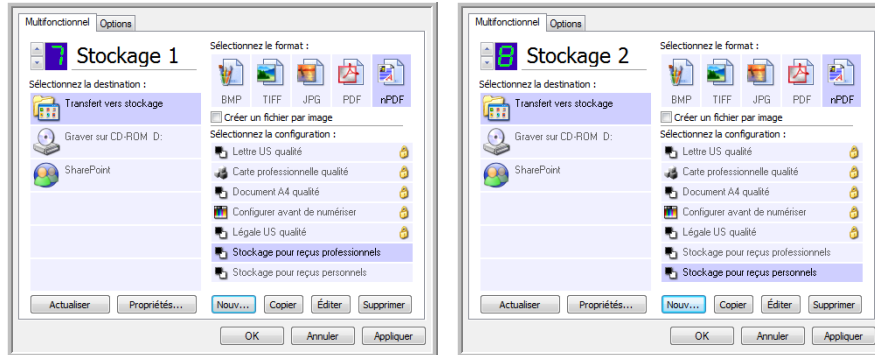 Multifonctionnel Options
7 Stockage 1
Sélectionnez le format :
BMP TIFF JPG PDF nPDF
Sélectionnez la destination :
Transfert vers stockage
Graver sur CD-ROM D:
SharePoint
Créer un fichier par image
Sélectionnez la configuration :
Lettre US qualité
Carte professionnelle qualité
Document A4 qualité
Configurer avant de numériser
Légale US qualité
Stockage pour reçus professionnels
Stockage pour reçus personnels
Actualiser Propriétés... Nouv... Copier Éditer Supprimer
OK Annuler Appliquer
Multifonctionnel Options
8 Stockage 2
Sélectionnez le format :
BMP TIFF JPG PDF nPDF
Sélectionnez la destination :
Transfert vers stockage
Graver sur CD-ROM D:
SharePoint
Créer un fichier par image
Sélectionnez la configuration :
Lettre US qualité
Carte professionnelle qualité
Document A4 qualité
Configurer avant de numériser
Légale US qualité
Stockage pour reçus professionnels
Stockage pour reçus personnels
Actualiser Propriétés... Nouv... Copier Éditer Supprimer
OK Annuler Appliquer